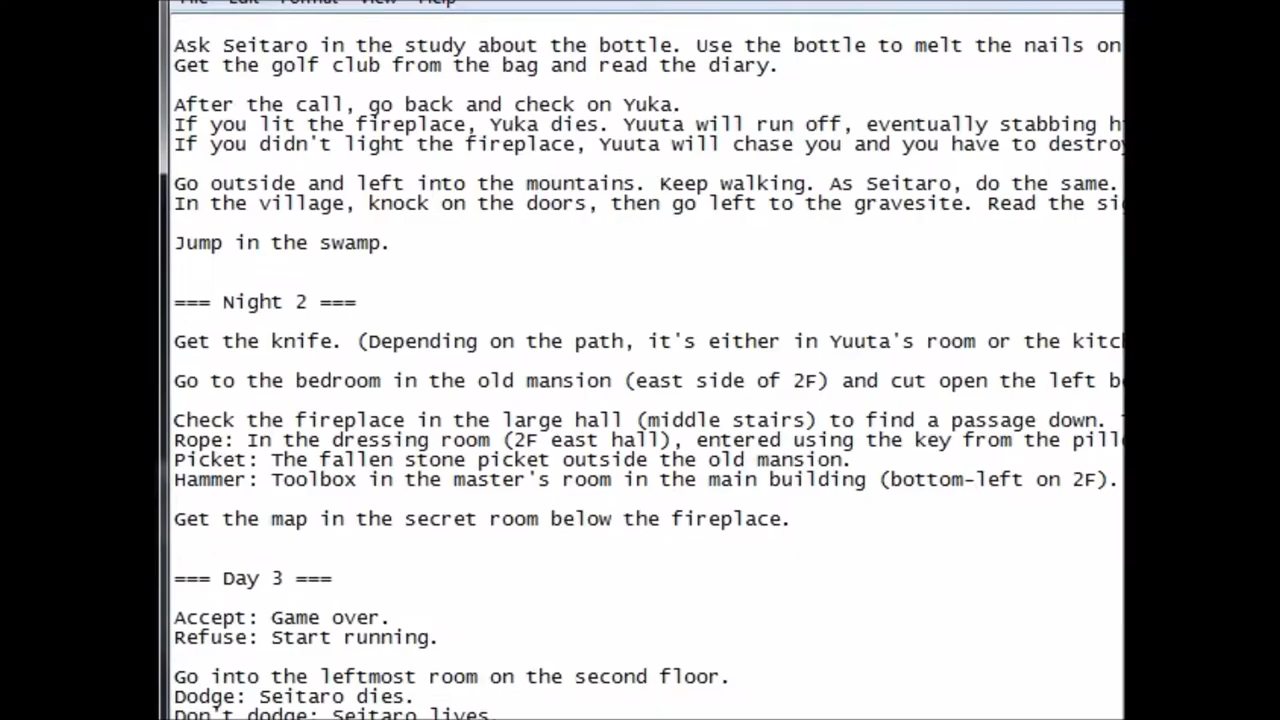 File Edit Format View Help
Ask Seitaro in the study about the bottle. Use the bottle to melt the nails on
Get the golf club from the bag and read the diary.
After the call, go back and check on Yuka.
If you lit the fireplace, Yuka dies. Yuuta will run off, eventually stabbing
If you didn't light the fireplace, Yuuta will chase you and you have to destroy
Go outside and left into the mountains. Keep walking. As Seitaro, do the same.
In the village, knock on the doors, then go left to the gravesite. Read the
Jump in the swamp.
=== Night 2 ===
Get the knife. (Depending on the path, it's either in Yuuta's room or the
Go to the bedroom in the old mansion (east side of 2F) and cut open the left
Check the fireplace in the large hall (middle stairs) to find a passage down.
Rope: In the dressing room (2F east hall), entered using the key from the
Picket: The fallen stone picket outside the old mansion.
Hammer: Toolbox in the master's room in the main building (bottom-left on 2F).
Get the map in the secret room below the fireplace.
=== Day 3 ===
Accept: Game over.
Refuse: Start running.
Go into the leftmost room on the second floor.
Dodge: Seitaro dies.
Don't dodge: Seitaro lives.